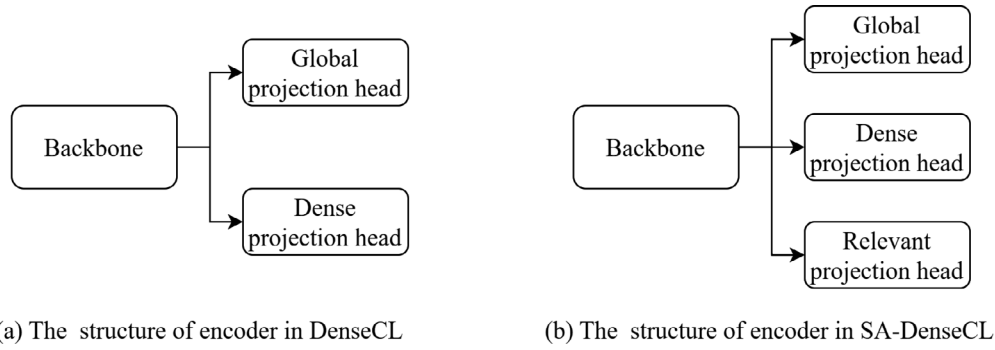 Backbone
Global
projection head
Dense
projection head
(a) The structure of encoder in DenseCL
Backbone
Global
projection head
Dense
projection head
Relevant
projection head
(b) The structure of encoder in SA-DenseCL